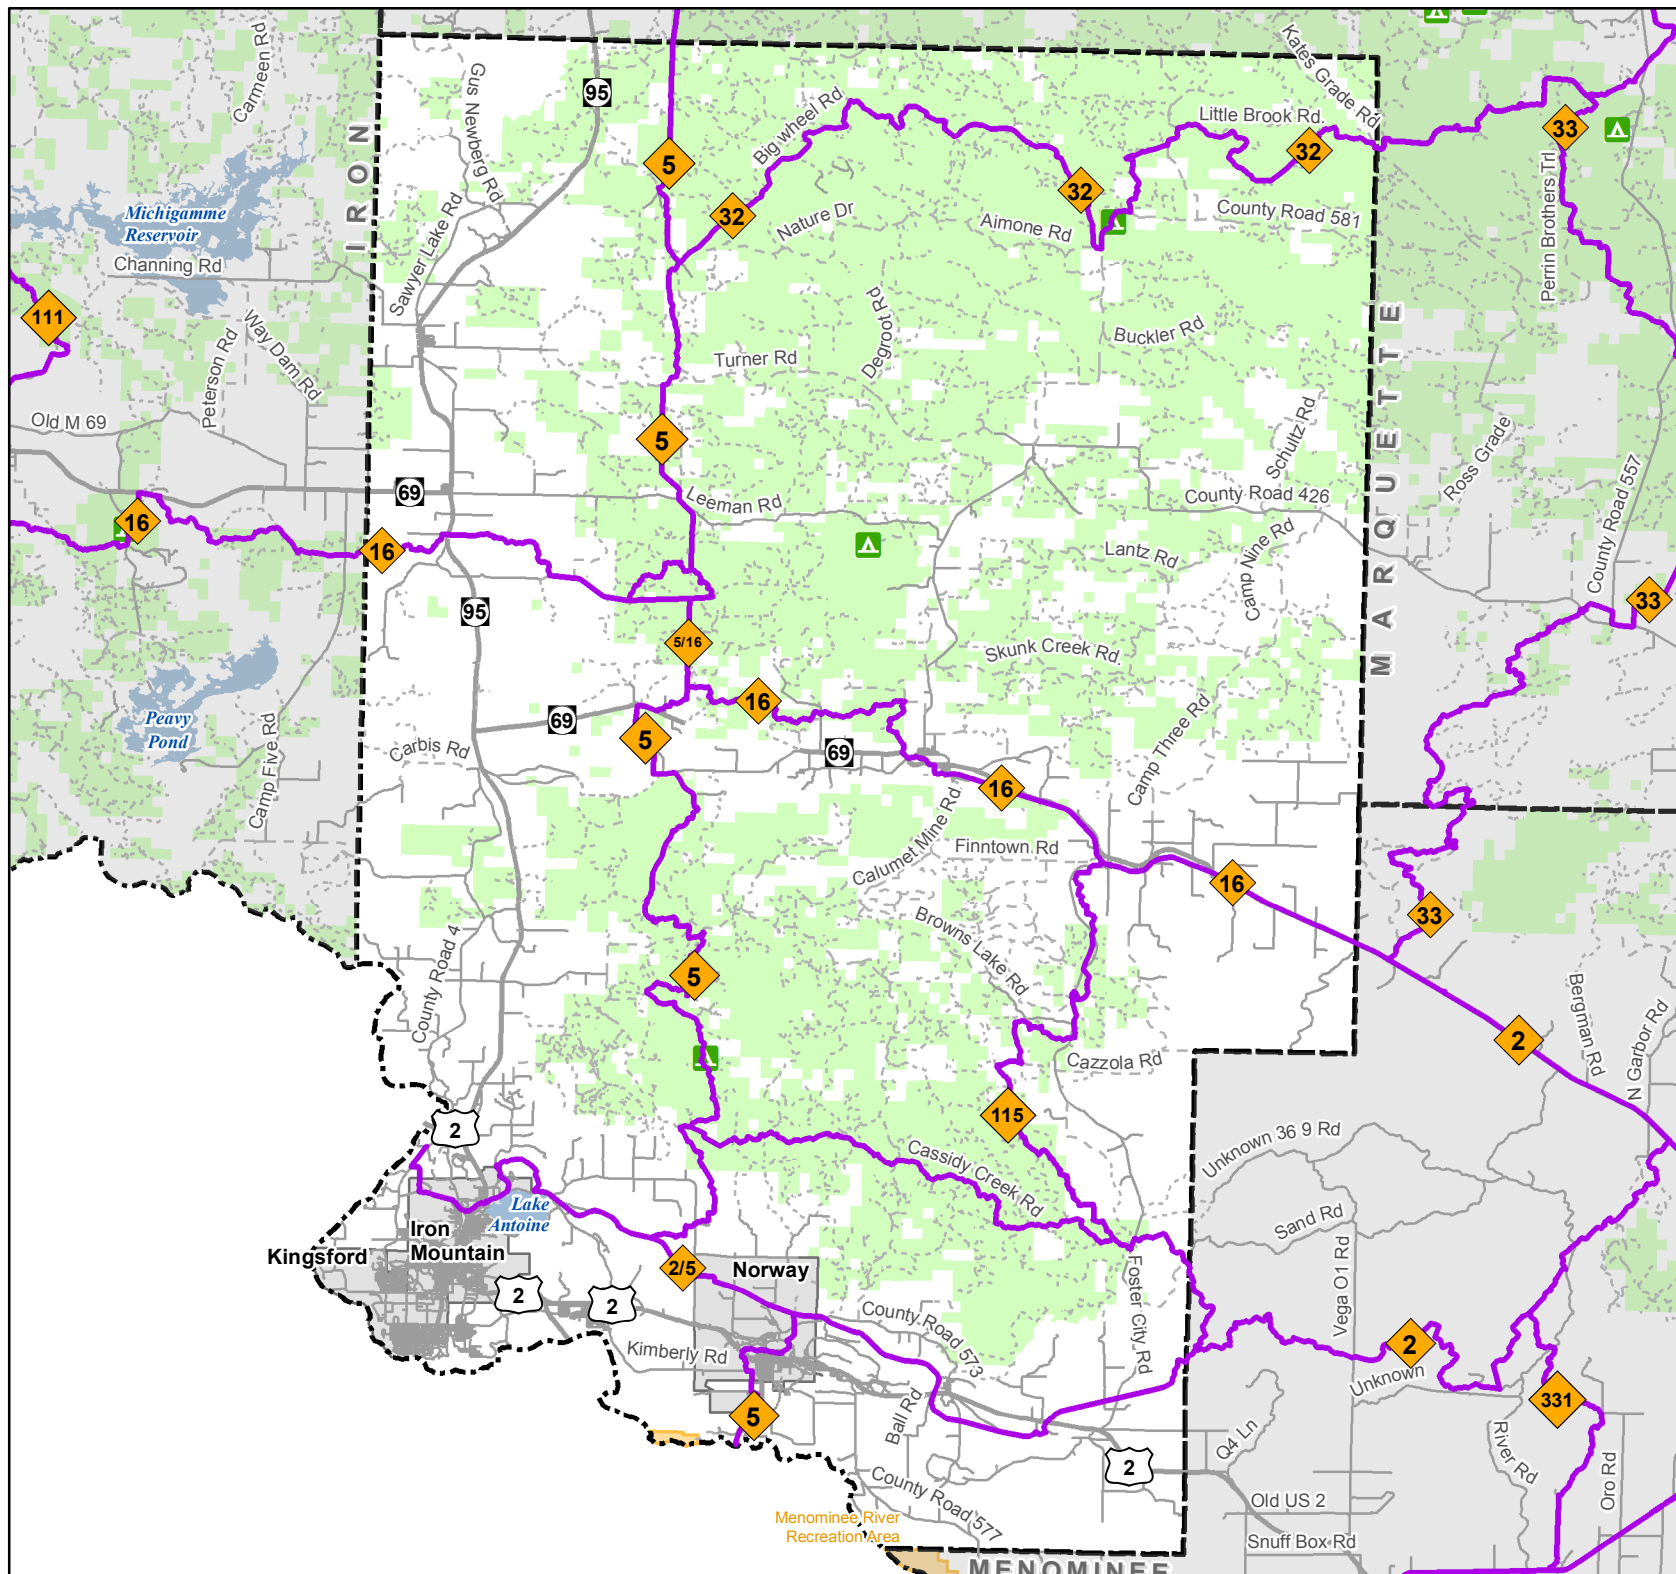 Carmeen Rd
Gus Newberg Rd
95
Kates Grade Rd
Little Brook Rd.
Bigwheel Rd
33
5
32
32
32
IRON
Michigamme
Reservoir
Channing Rd
Sawyer Lake Rd
Nature Dr
Aimone Rd
County Road 581
Perrin Brothers Trl
111
Peterson Rd
Way Dam Rd
Turner Rd
Degroot Rd
Buckler Rd
MARQUETTE
Old M 69
5
Schultz Rd
Ross Grade
County Road 557
69
Leeman Rd
County Road 426
16
16
Lantz Rd
Camp Nine Rd
95
33
5/16
Skunk Creek Rd.
Peavy
Pond
Camp Five Rd
69
16
Carbis Rd
5
69
Camp Three Rd
16
Calumet Mine Rd
Finntown Rd
16
33
County Road 4
Browns Lake Rd
5
Bergman Rd
N Garbor Rd
2
Cazzola Rd
115
2
Unknown 36 9 Rd
Cassidy Creek Rd
Lake
Antoine
Sand Rd
Iron
Mountain
Kingsford
2/5
Norway
Foster City Rd
Vega O1 Rd
2
2
County Road 573
Kimberly Rd
2
Unknown
331
5
Ball Rd
Q4 Ln
River Rd
Oro Rd
2
County Road 577
Old US 2
Menominee River
Recreation Area
Snuff Box Rd
MENOMINEE